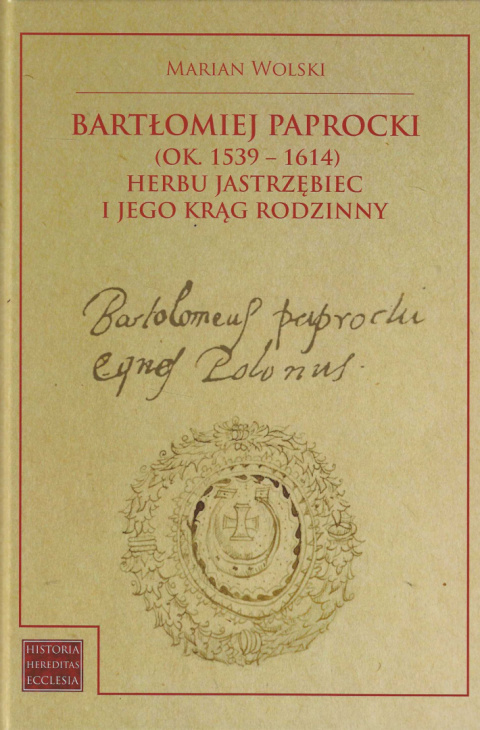 MARIAN WOLSKI
BARTŁOMIEJ PAPROCKI
(OK. 1539 – 1614)
HERBU JASTRZĘBIEC
I JEGO KRĄG RODZINNY
Bartolomeus paprocki
Eques Polonus.
HISTORIA
HEREDITAS
ECCLESIA